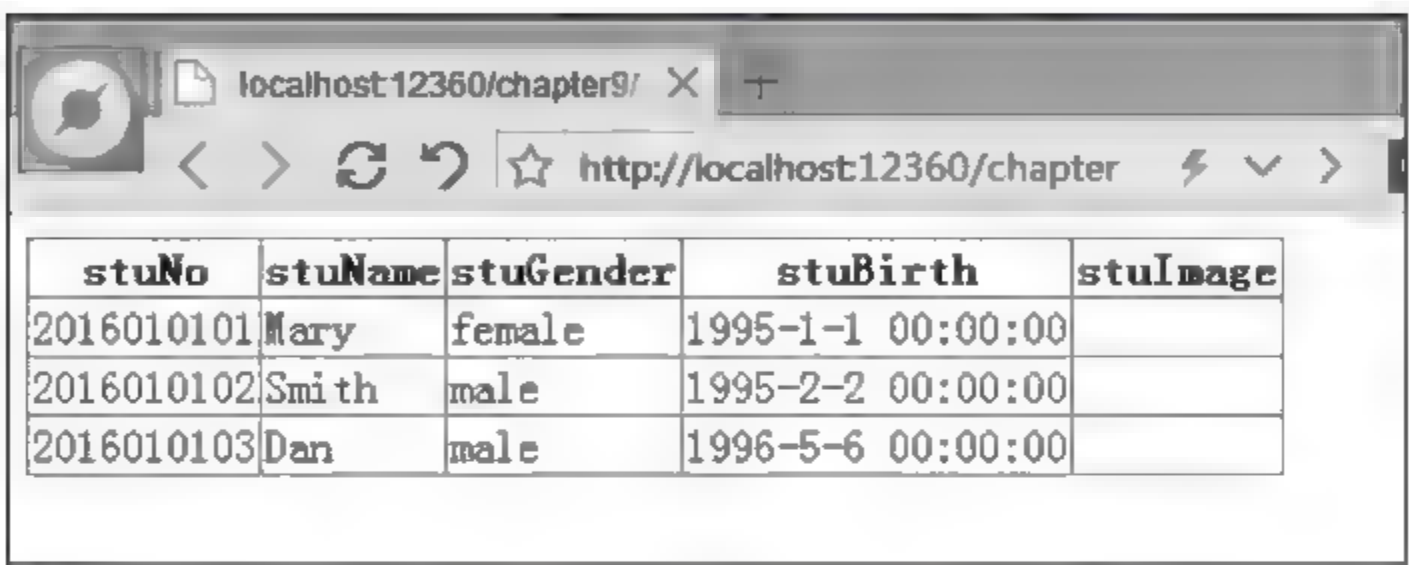 localhost:12360/chapter9/
http://localhost:12360/chapter
stuNo stuName stuGender stuBirth stuImage
2016010101 Mary female 1995-1-1 00:00:00
2016010102 Smith male 1995-2-2 00:00:00
2016010103 Dan male 1996-5-6 00:00:00